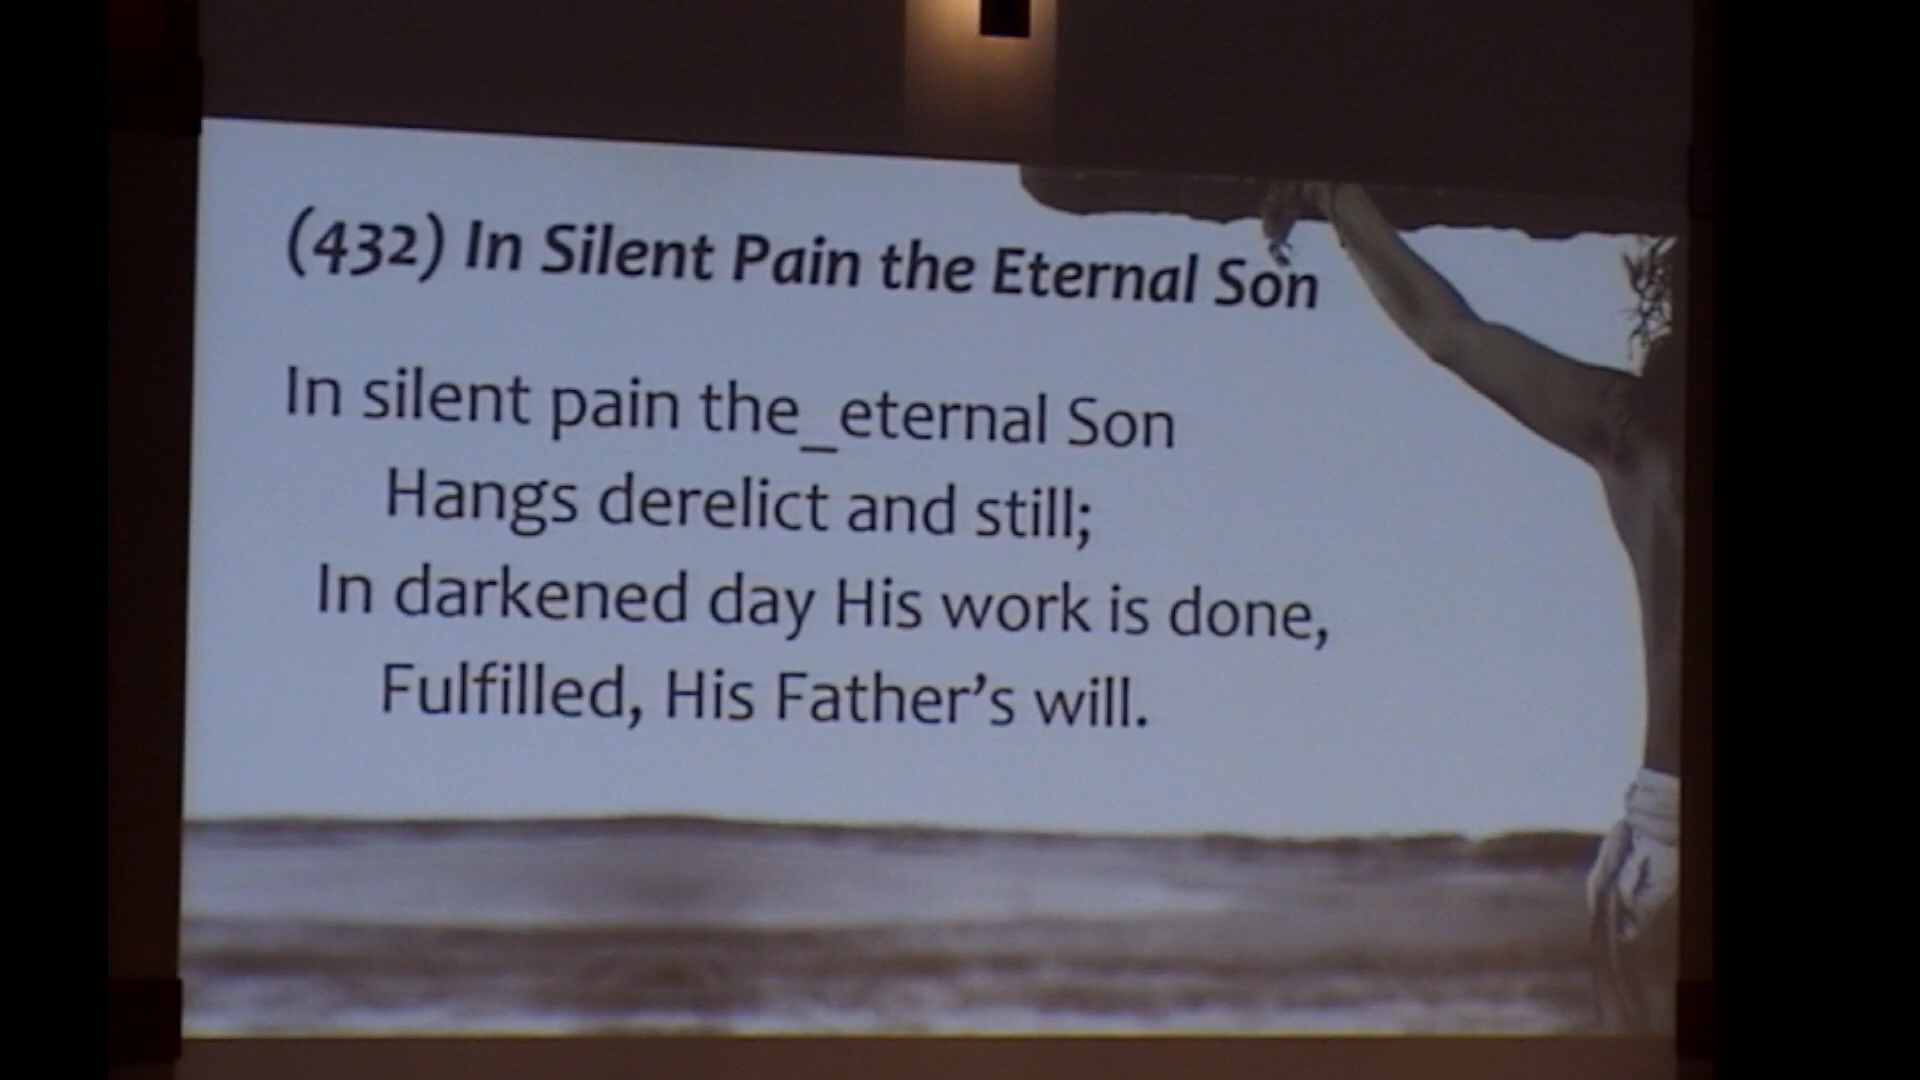 (432) In Silent Pain the Eternal Son
In silent pain the_eternal Son
Hangs derelict and still;
In darkened day His work is done,
Fulfilled, His Father’s will.